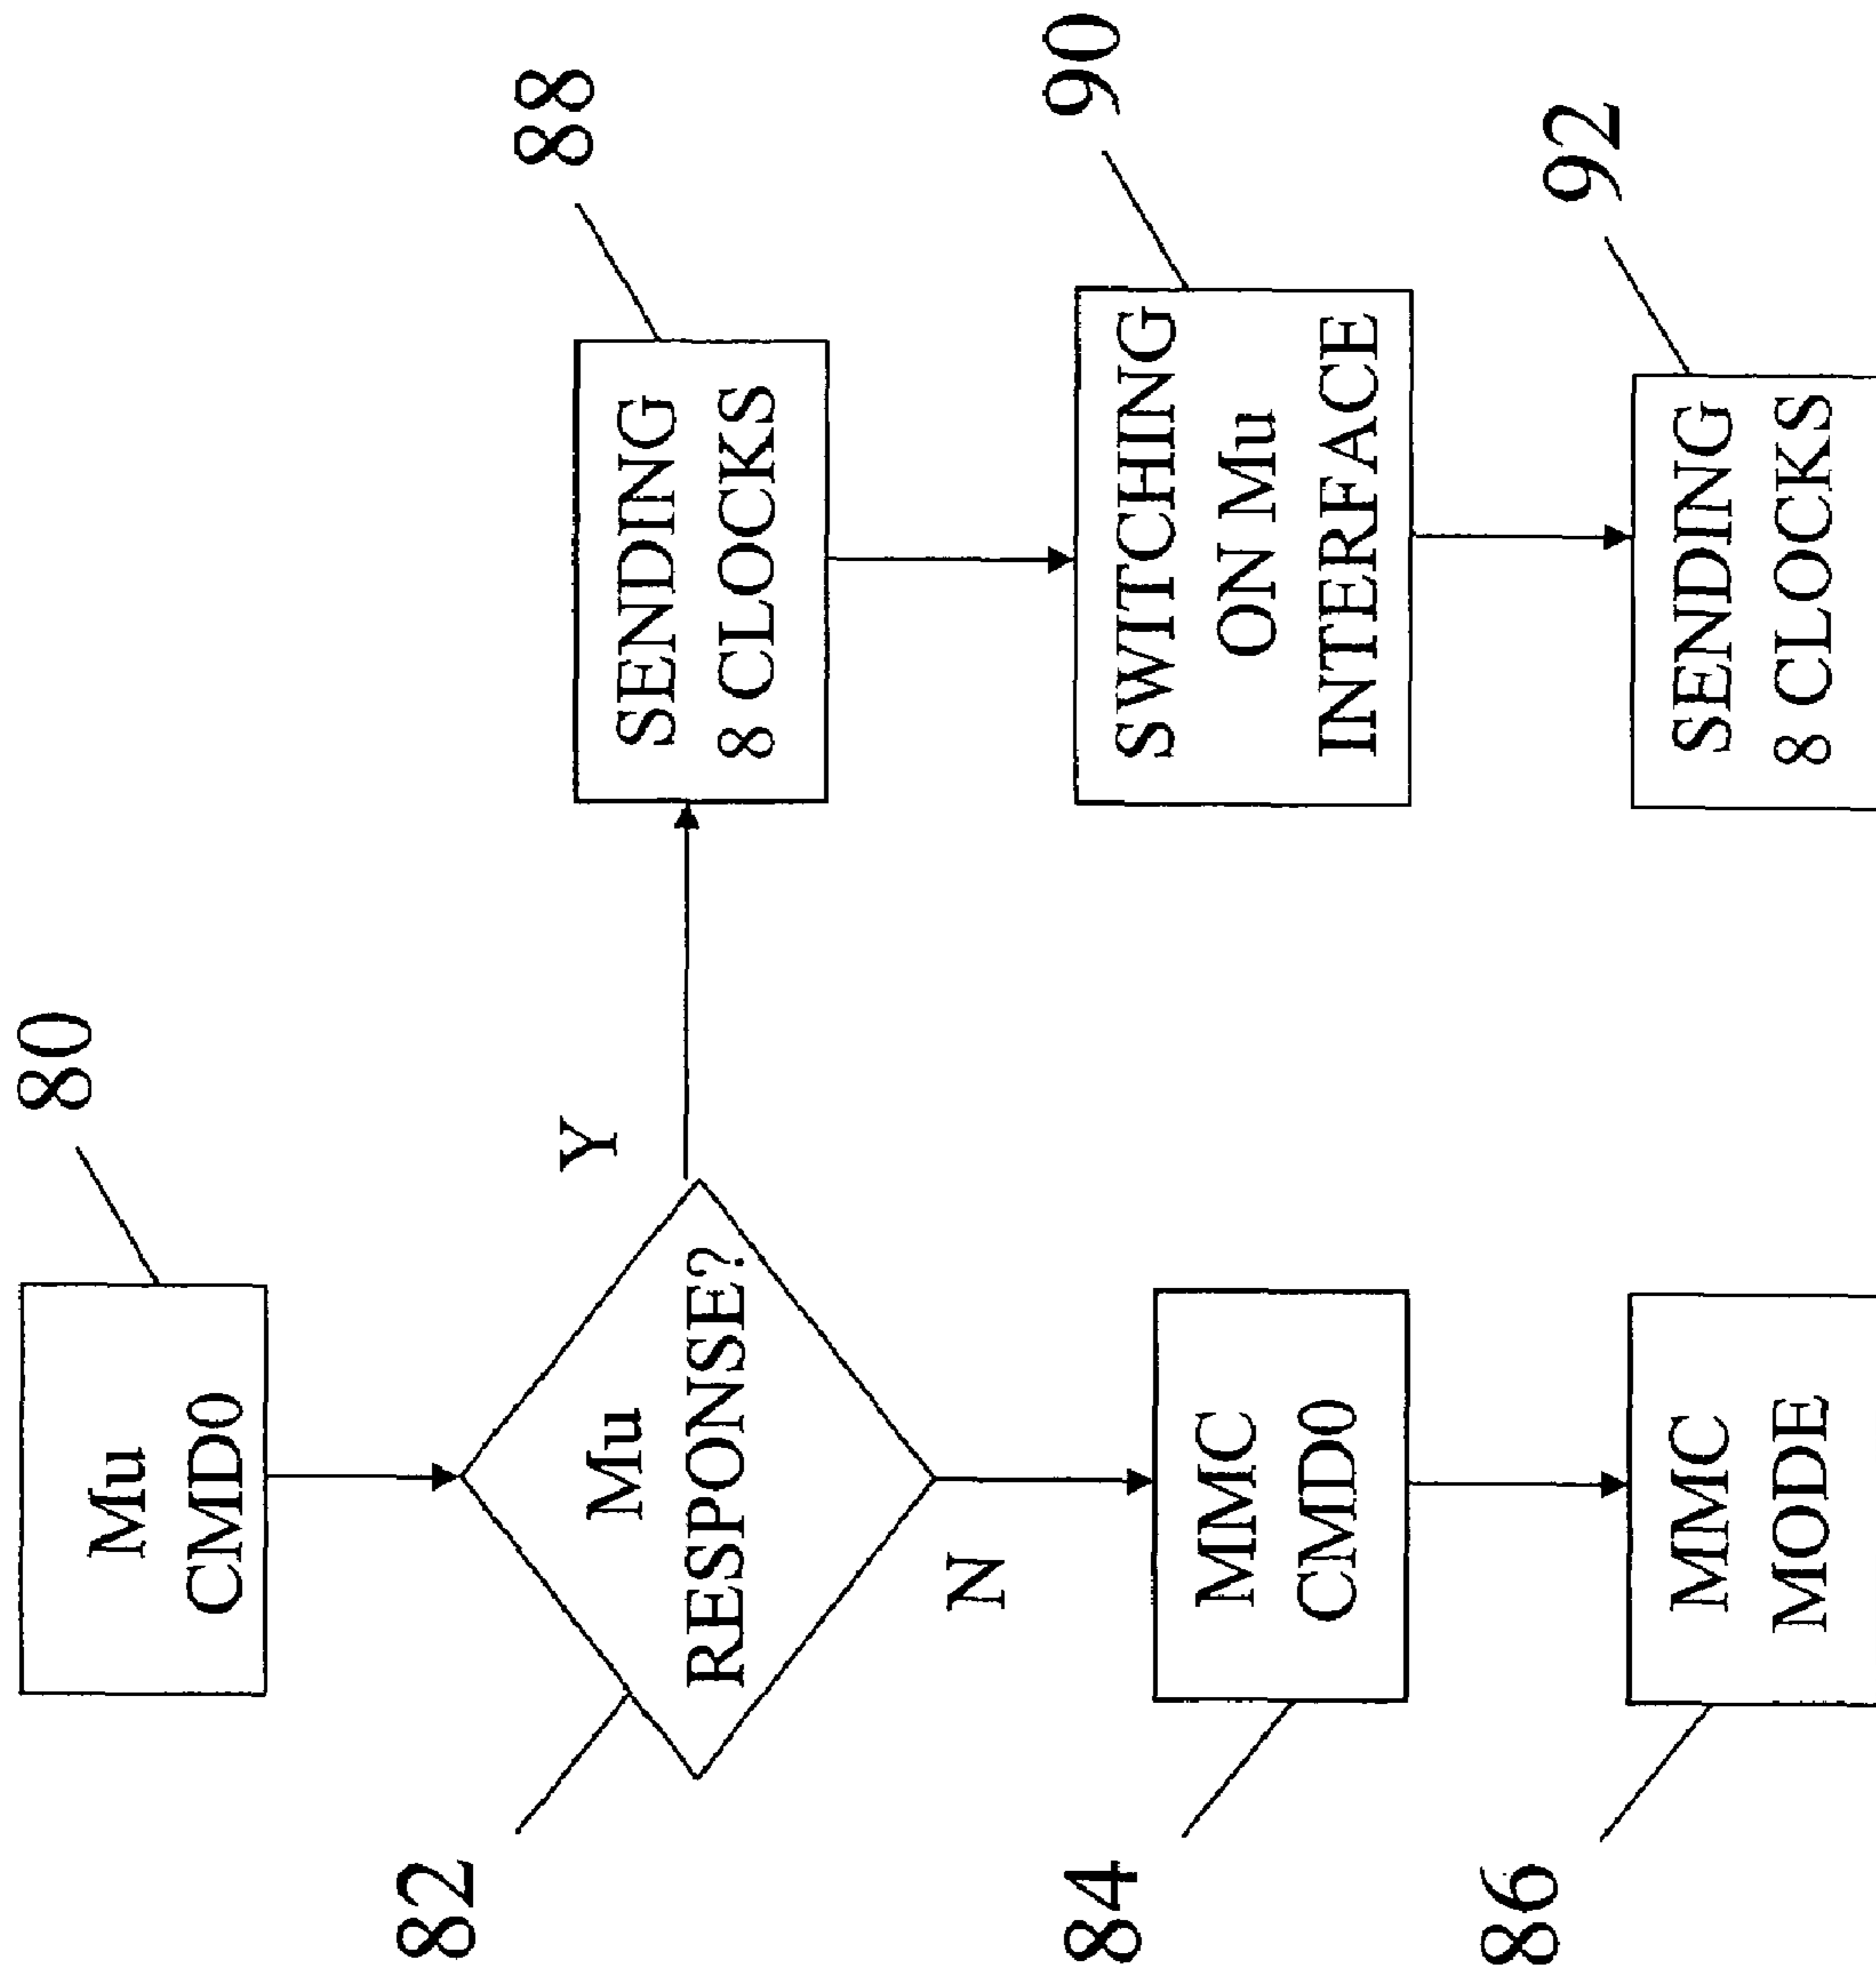 80
Mu
CMD0
82
Mu
RESPONSE?
Y
N
84
MMC
CMD0
86
MMC
MODE
88
SENDING
8 CLOCKS
90
SWITCHING
ON Mu
INTERFACE
92
SENDING
8 CLOCKS